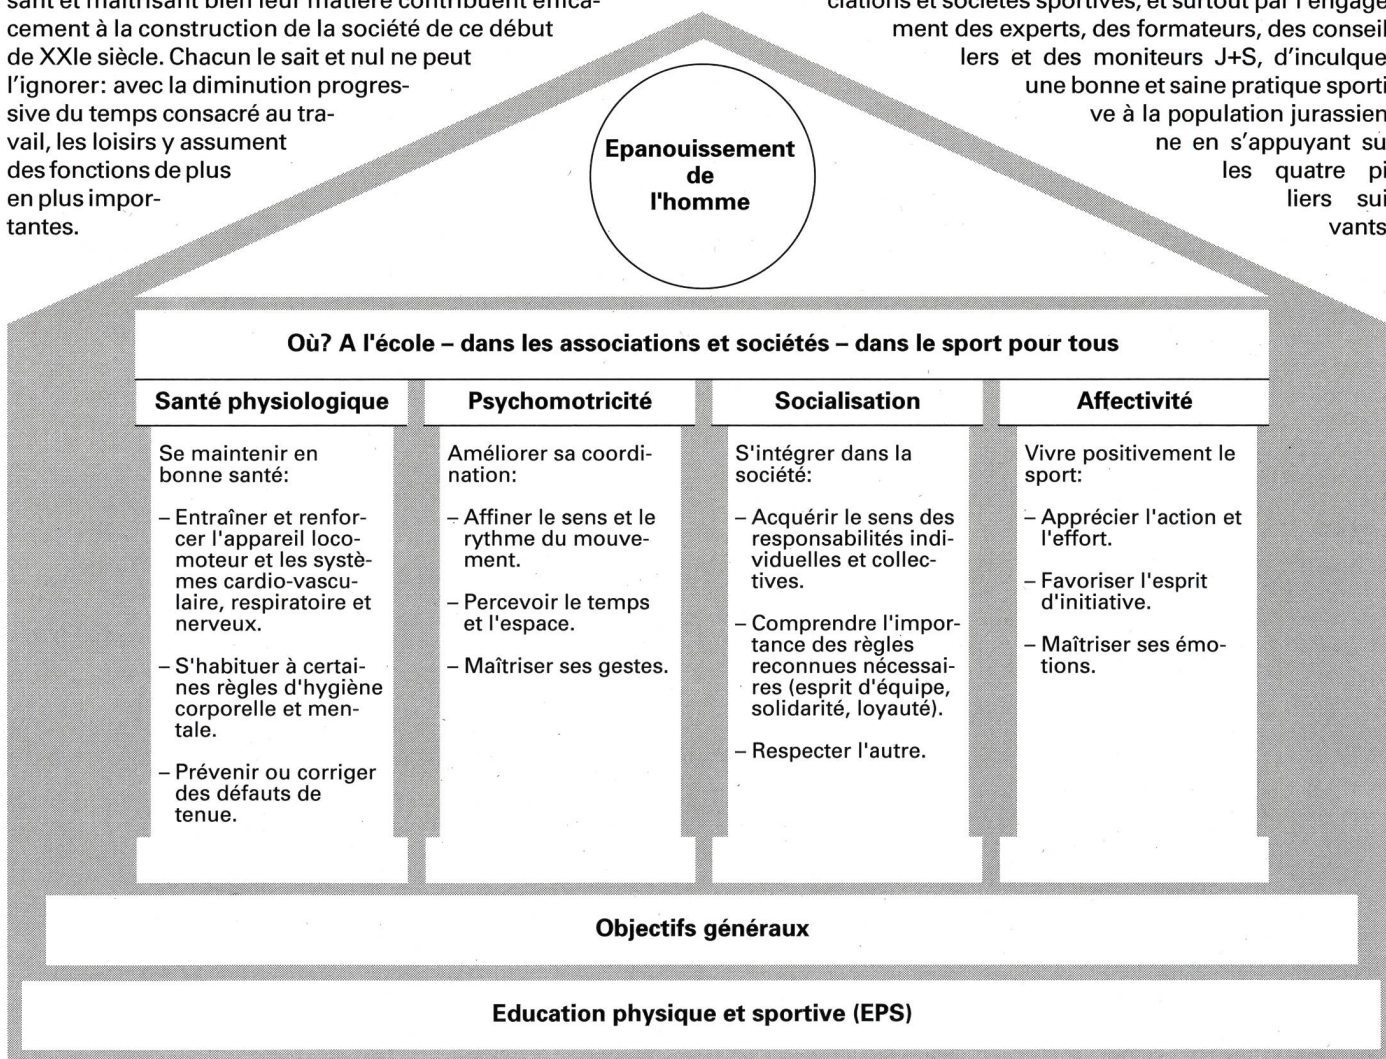 sant et maîtrisant bien leur matière contribuent effica-
cement à la construction de la société de ce début
de XXIe siècle. Chacun le sait et nul ne peut
l'ignorer: avec la diminution progres-
sive du temps consacré au tra-
vail, les loisirs y assument
des fonctions de plus
en plus impor-
tantes.
ciations et sociétés sportives, et surtout par l'engage
ment des experts, des formateurs, des conseil
lers et des moniteurs J+S, d'inculque
une bonne et saine pratique sporti
ve à la population jurassien
ne en s'appuyant su
les quatre pi
liers sui
vants
Epanouissement
de
l'homme
Où? A l'école – dans les associations et sociétés – dans le sport pour tous
Santé physiologique
Se maintenir en
bonne santé:
– Entraîner et renfor-
cer l'appareil loco-
moteur et les systè-
mes cardio-vascu-
laire, respiratoire et
nerveux.
– S'habituer à certai-
nes règles d'hygiène
corporelle et men-
tale.
– Prévenir ou corriger
des défauts de
tenue.
Psychomotricité
Améliorer sa coordi-
nation:
– Affiner le sens et le
rythme du mouve-
ment.
– Percevoir le temps
et l'espace.
– Maîtriser ses gestes.
Socialisation
S'intégrer dans la
société:
– Acquérir le sens des
responsabilités indi-
viduelles et collec-
tives.
– Comprendre l'impor-
tance des règles
reconnues nécessai-
res (esprit d'équipe,
solidarité, loyauté).
– Respecter l'autre.
Affectivité
Vivre positivement le
sport:
– Apprécier l'action et
l'effort.
– Favoriser l'esprit
d'initiative.
– Maîtriser ses émo-
tions.
Objectifs généraux
Education physique et sportive (EPS)